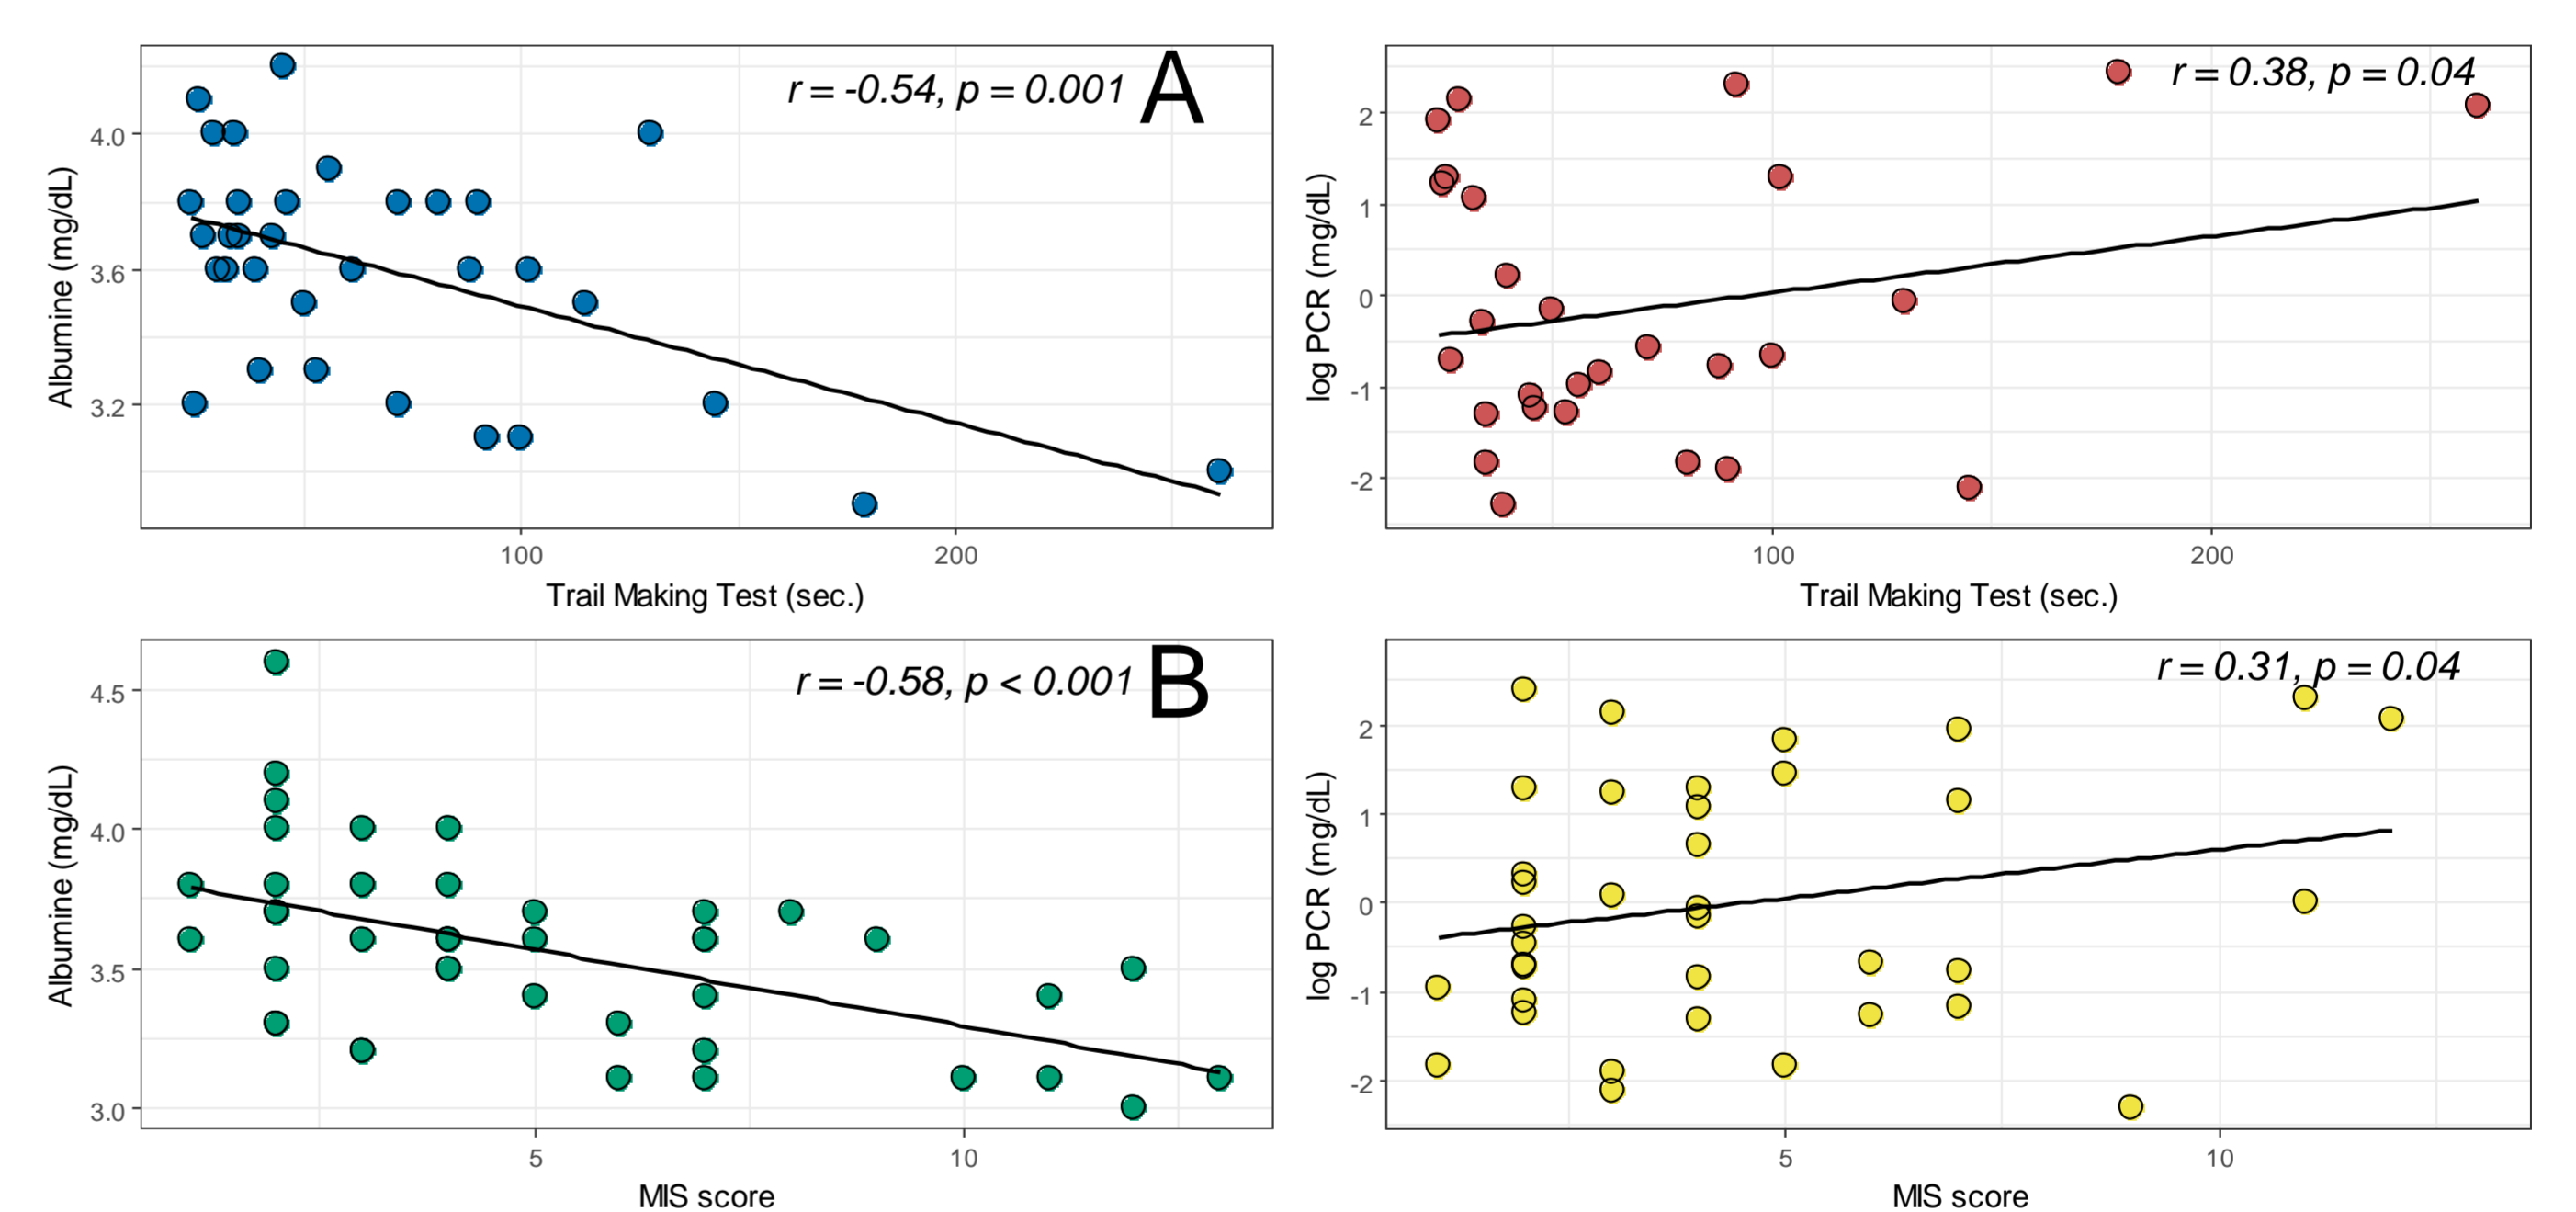 r = -0.54, p = 0.001
A
Albumine (mg/dL)
4.0
3.6
3.2
100
200
Trail Making Test (sec.)
r = 0.38, p = 0.04
log PCR (mg/dL)
2
1
0
-1
-2
100
200
Trail Making Test (sec.)
r = -0.58, p < 0.001
B
Albumine (mg/dL)
4.5
4.0
3.5
3.0
5
10
MIS score
r = 0.31, p = 0.04
log PCR (mg/dL)
2
1
0
-1
-2
5
10
MIS score